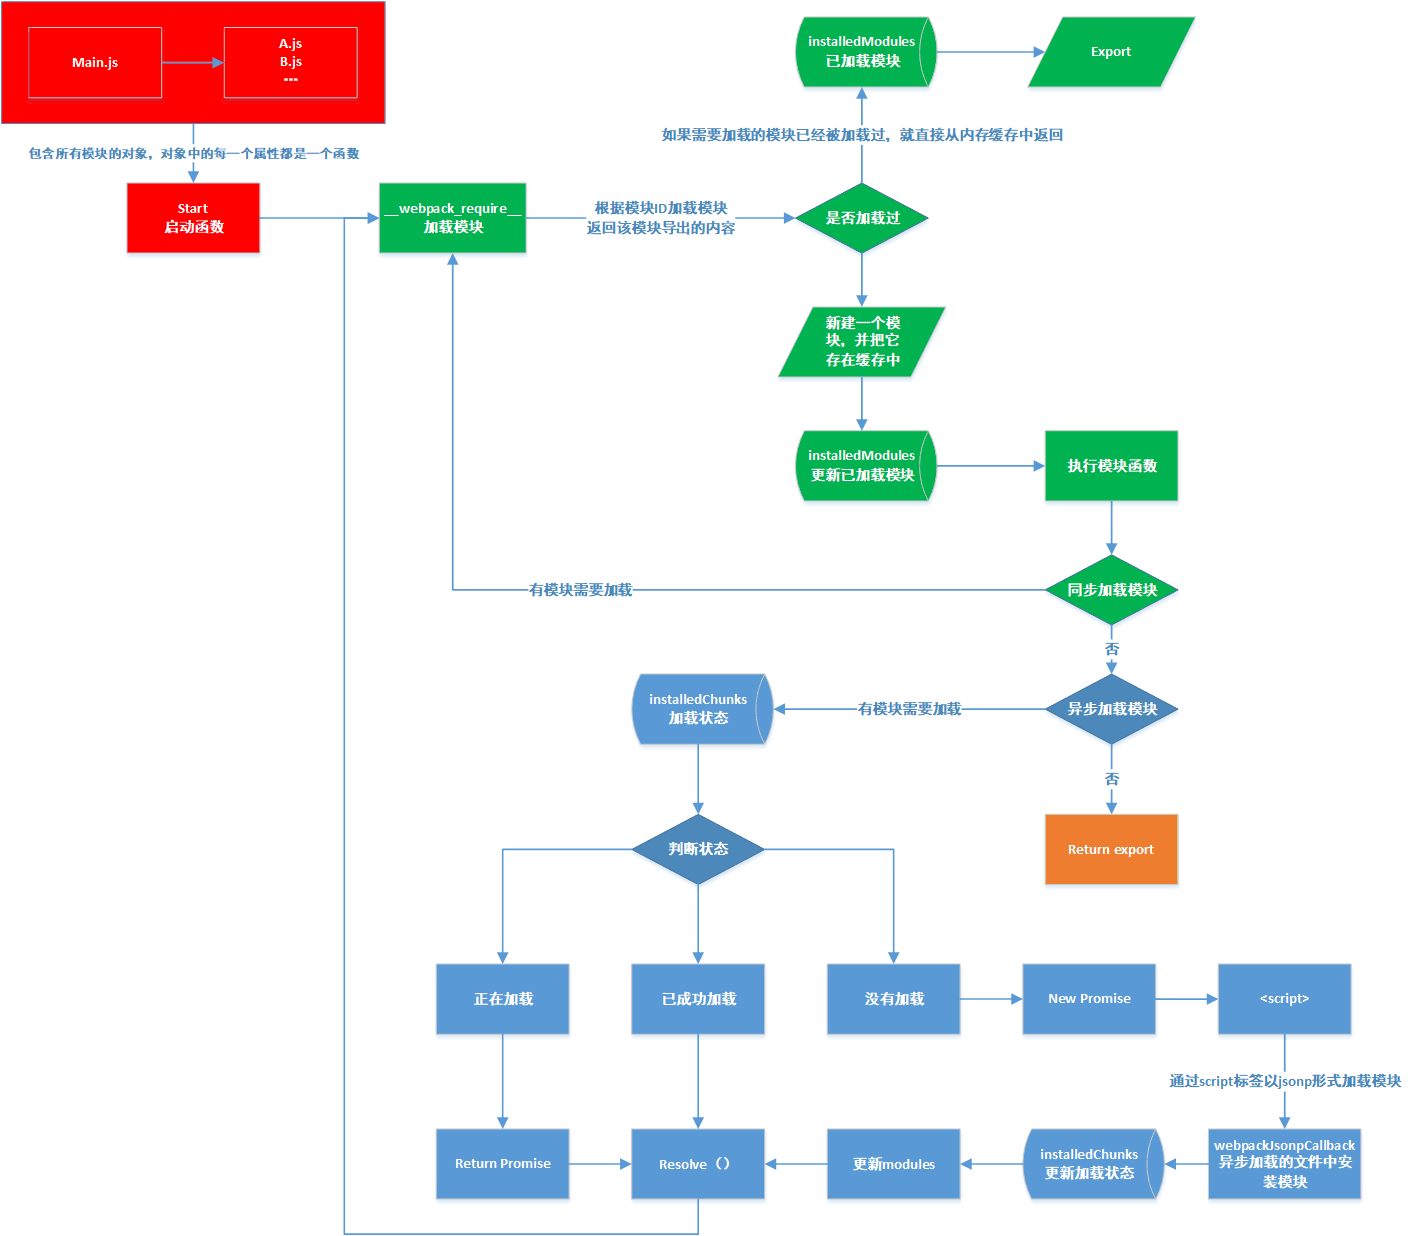 Main.js
A.js
B.js
---
包含所有模块的对象，对象中的每一个属性都是一个函数
Start
启动函数
__webpack_require__
加载模块
根据模块ID加载模块
返回该模块导出的内容
是否加载过
如果需要加载的模块已经被加载过，就直接从内存缓存中返回
installedModules
已加载模块
Export
新建一个模
块，并把它
存在缓存中
installedModules
更新已加载模块
执行模块函数
同步加载模块
有模块需要加载
否
异步加载模块
有模块需要加载
installedChunks
加载状态
否
Return export
判断状态
正在加载
已成功加载
没有加载
New Promise
<script>
通过script标签以jsonp形式加载模块
Return Promise
Resolve（）
更新modules
installedChunks
更新加载状态
webpackJsonpCallback
异步加载的文件中安
装模块